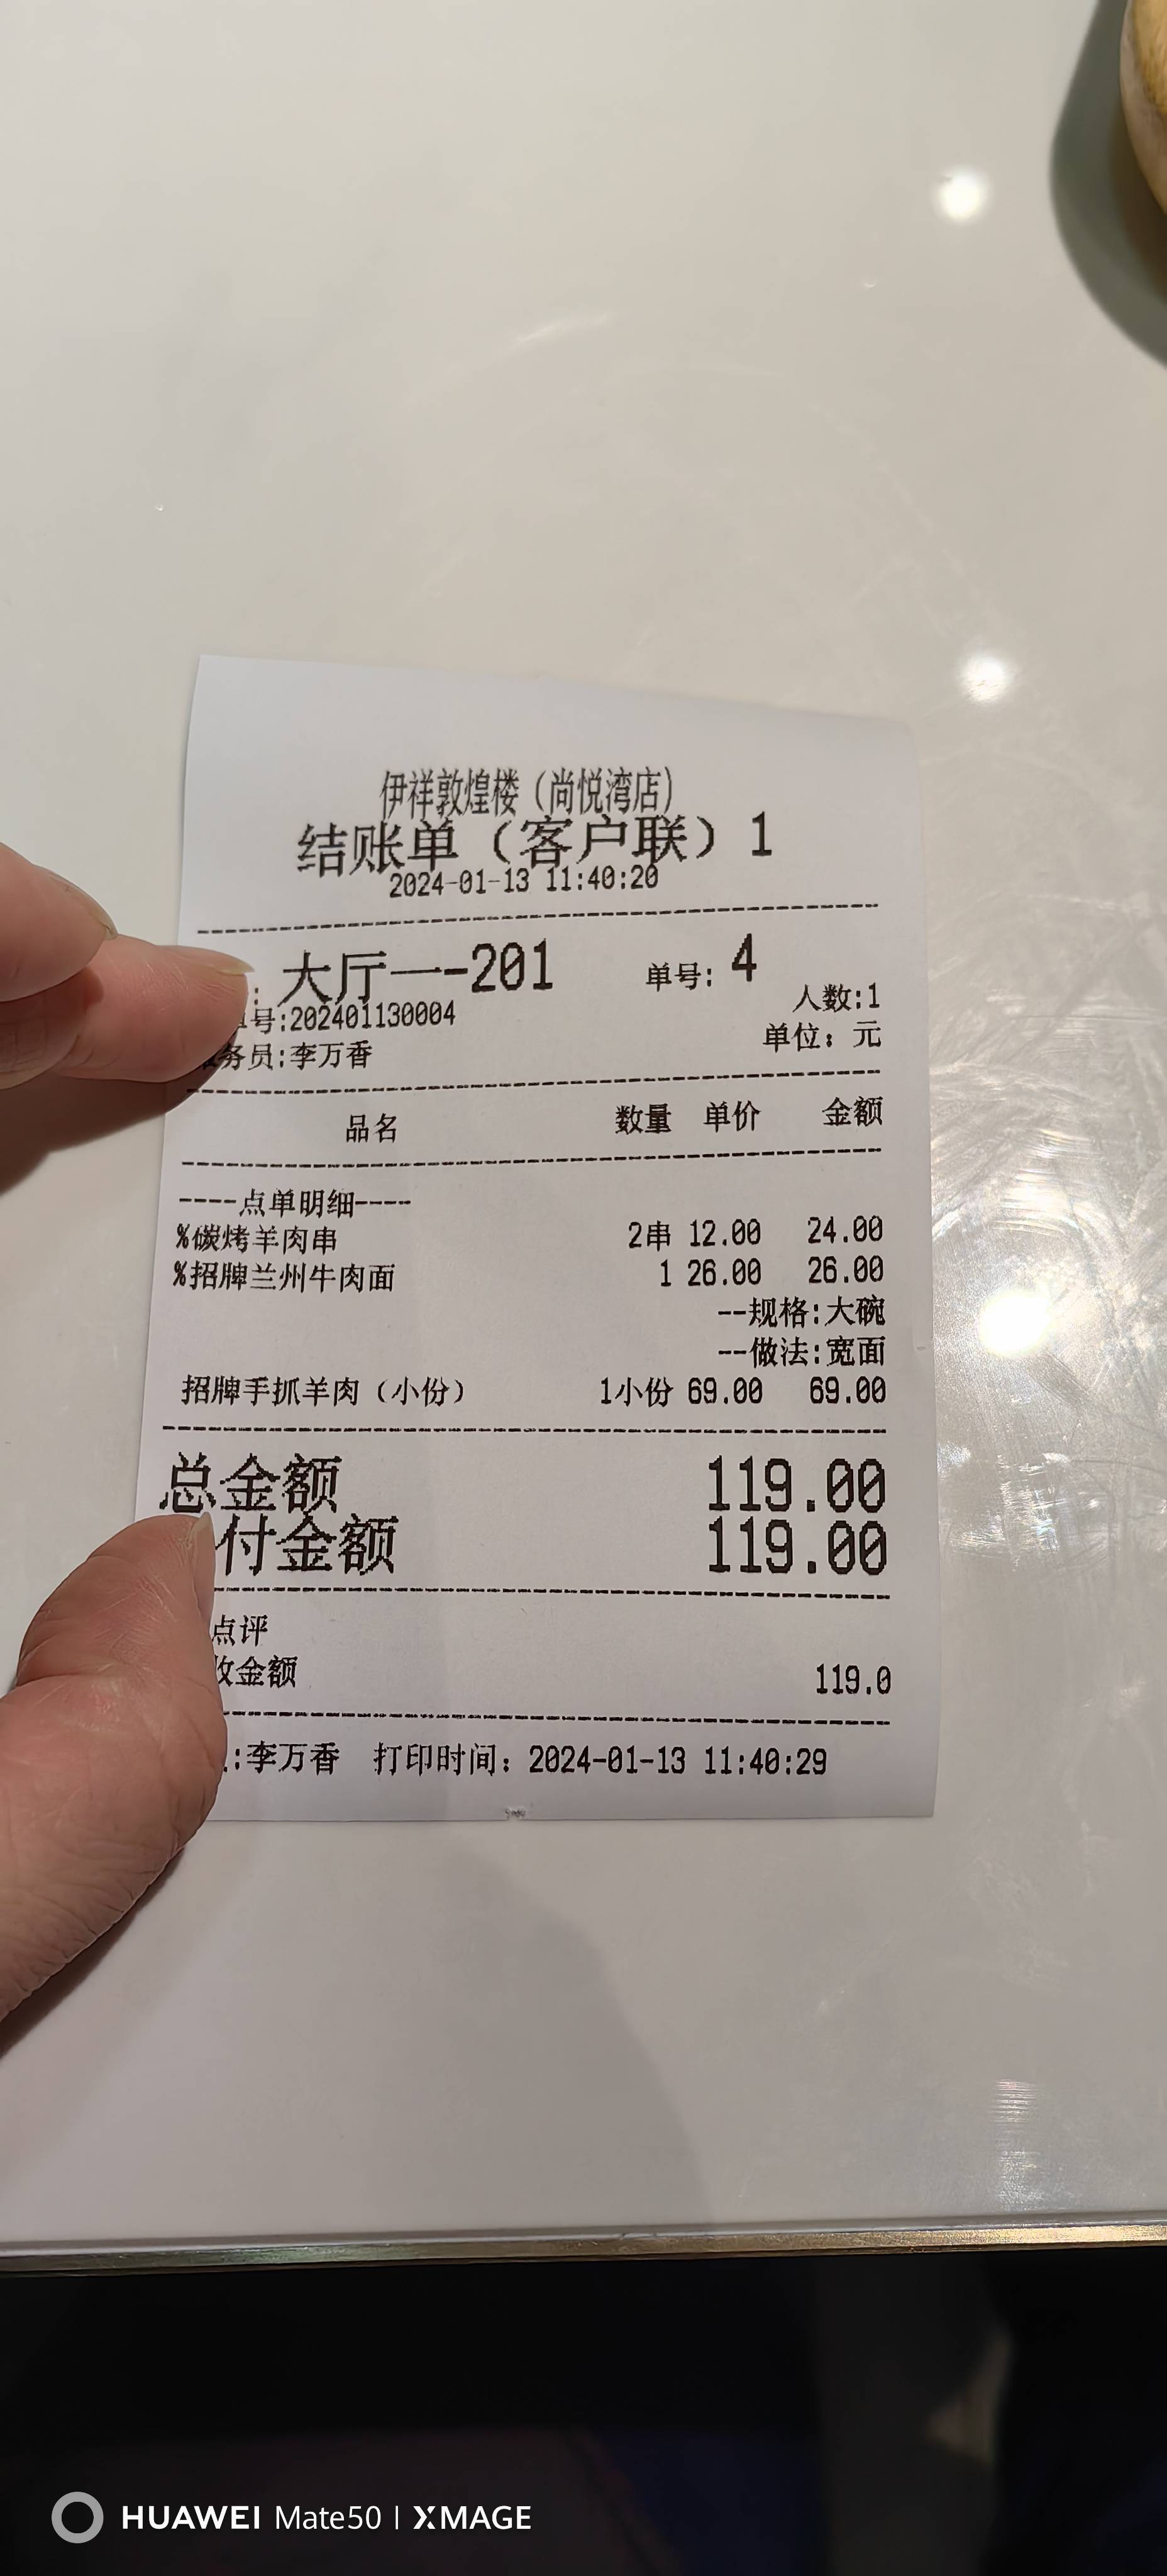 伊祥敦煌楼（尚悦湾店）
结账单（客户联）1
2024-01-13 11:40:20
: 大厅一-201 单号: 4
人数:1
单号:202401130004
单位：元
服务员:李万香
品名 数量 单价 金额
----点单明细----
%碳烤羊肉串 2串 12.00 24.00
%招牌兰州牛肉面 1 26.00 26.00
--规格:大碗
--做法:宽面
招牌手抓羊肉（小份） 1小份 69.00 69.00
总金额 119.00
付金额 119.00
点评
收金额 119.0
:李万香 打印时间：2024-01-13 11:40:29
HUAWEI Mate50 | XMAGE